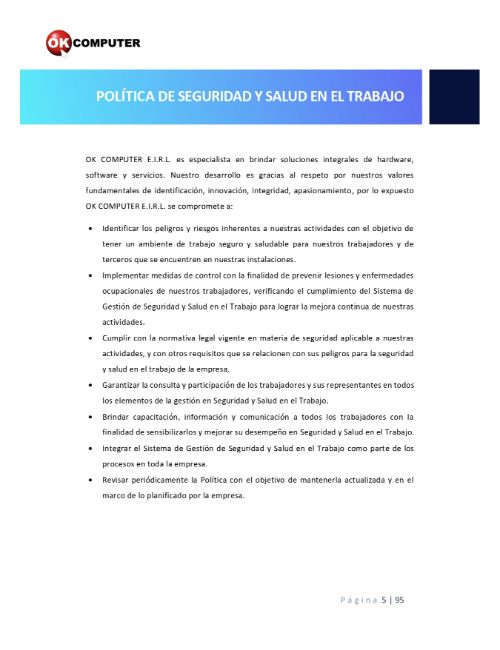 OK COMPUTER
POLÍTICA DE SEGURIDAD Y SALUD EN EL TRABAJO
OK COMPUTER E.I.R.L. es especialista en brindar soluciones integrales de hardware,
software y servicios. Nuestro desarrollo es gracias al respeto por nuestros valores
fundamentales de identificación, innovación, integridad, apasionamiento, por lo expuesto
OK COMPUTER E.I.R.L. se compromete a:
• Identificar los peligros y riesgos inherentes a nuestras actividades con el objetivo de
tener un ambiente de trabajo seguro y saludable para nuestros trabajadores y de
terceros que se encuentren en nuestras instalaciones.
• Implementar medidas de control con la finalidad de prevenir lesiones y enfermedades
ocupacionales de nuestros trabajadores, verificando el cumplimiento del Sistema de
Gestión de Seguridad y Salud en el Trabajo para lograr la mejora continua de nuestras
actividades.
• Cumplir con la normativa legal vigente en materia de seguridad aplicable a nuestras
actividades, y con otros requisitos que se relacionen con sus peligros para la seguridad
y salud en el trabajo de la empresa.
• Garantizar la consulta y participación de los trabajadores y sus representantes en todos
los elementos de la gestión en Seguridad y Salud en el Trabajo.
• Brindar capacitación, información y comunicación a todos los trabajadores con la
finalidad de sensibilizarlos y mejorar su desempeño en Seguridad y Salud en el Trabajo.
• Integrar el Sistema de Gestión de Seguridad y Salud en el Trabajo como parte de los
procesos en toda la empresa.
• Revisar periódicamente la Política con el objetivo de mantenerla actualizada y en el
marco de lo planificado por la empresa.
Página 5 | 95